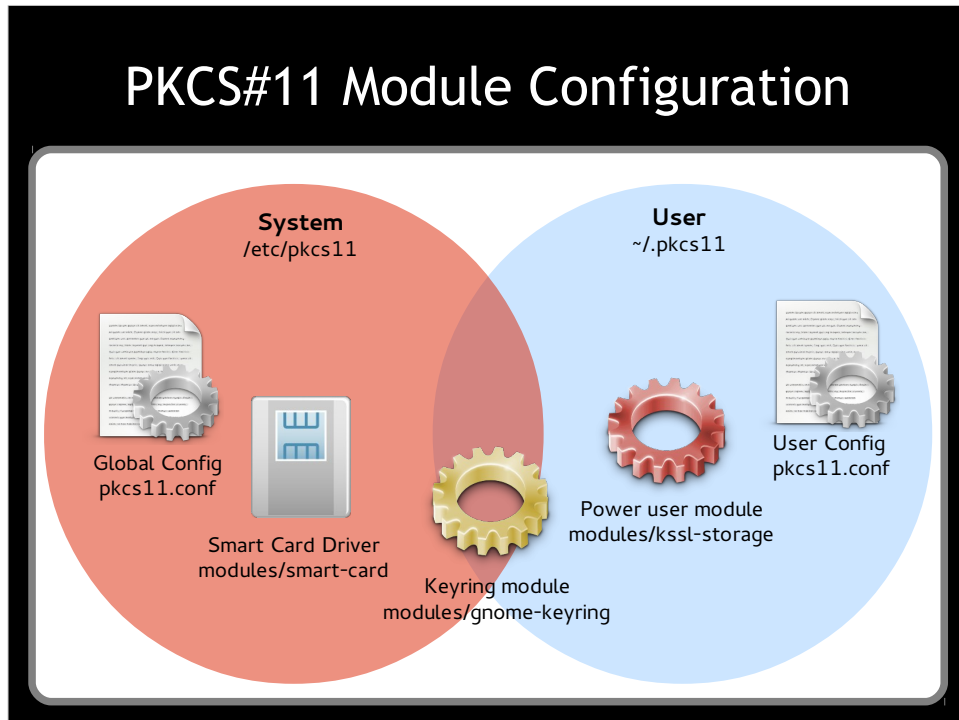 PKCS#11 Module Configuration
System
/etc/pkcs11
User
~/.pkcs11
Global Config
pkcs11.conf
Smart Card Driver
modules/smart-card
Keyring module
modules/gnome-keyring
Power user module
modules/kssl-storage
User Config
pkcs11.conf